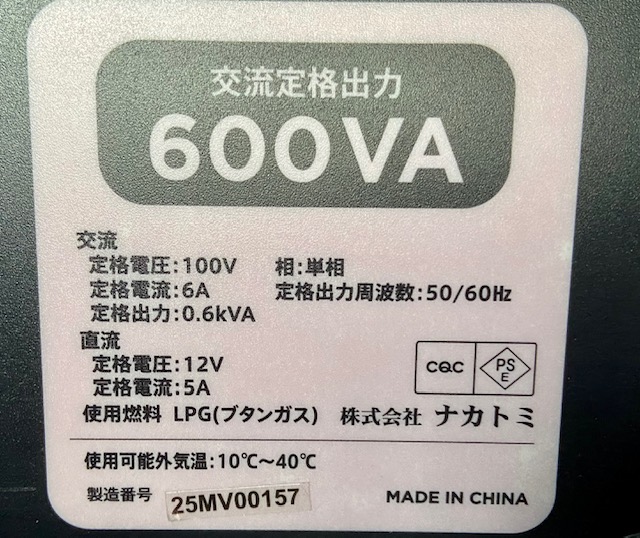 交流定格出力
600VA
交流
定格電圧:100V 相:単相
定格電流:6A 定格出力周波数:50/60Hz
定格出力:0.6kVA
直流
定格電圧:12V
定格電流:5A
CQC PS E
使用燃料 LPG(ブタンガス) 株式会社 ナカトミ
使用可能外気温:10℃～40℃
製造番号 25MV00157 MADE IN CHINA